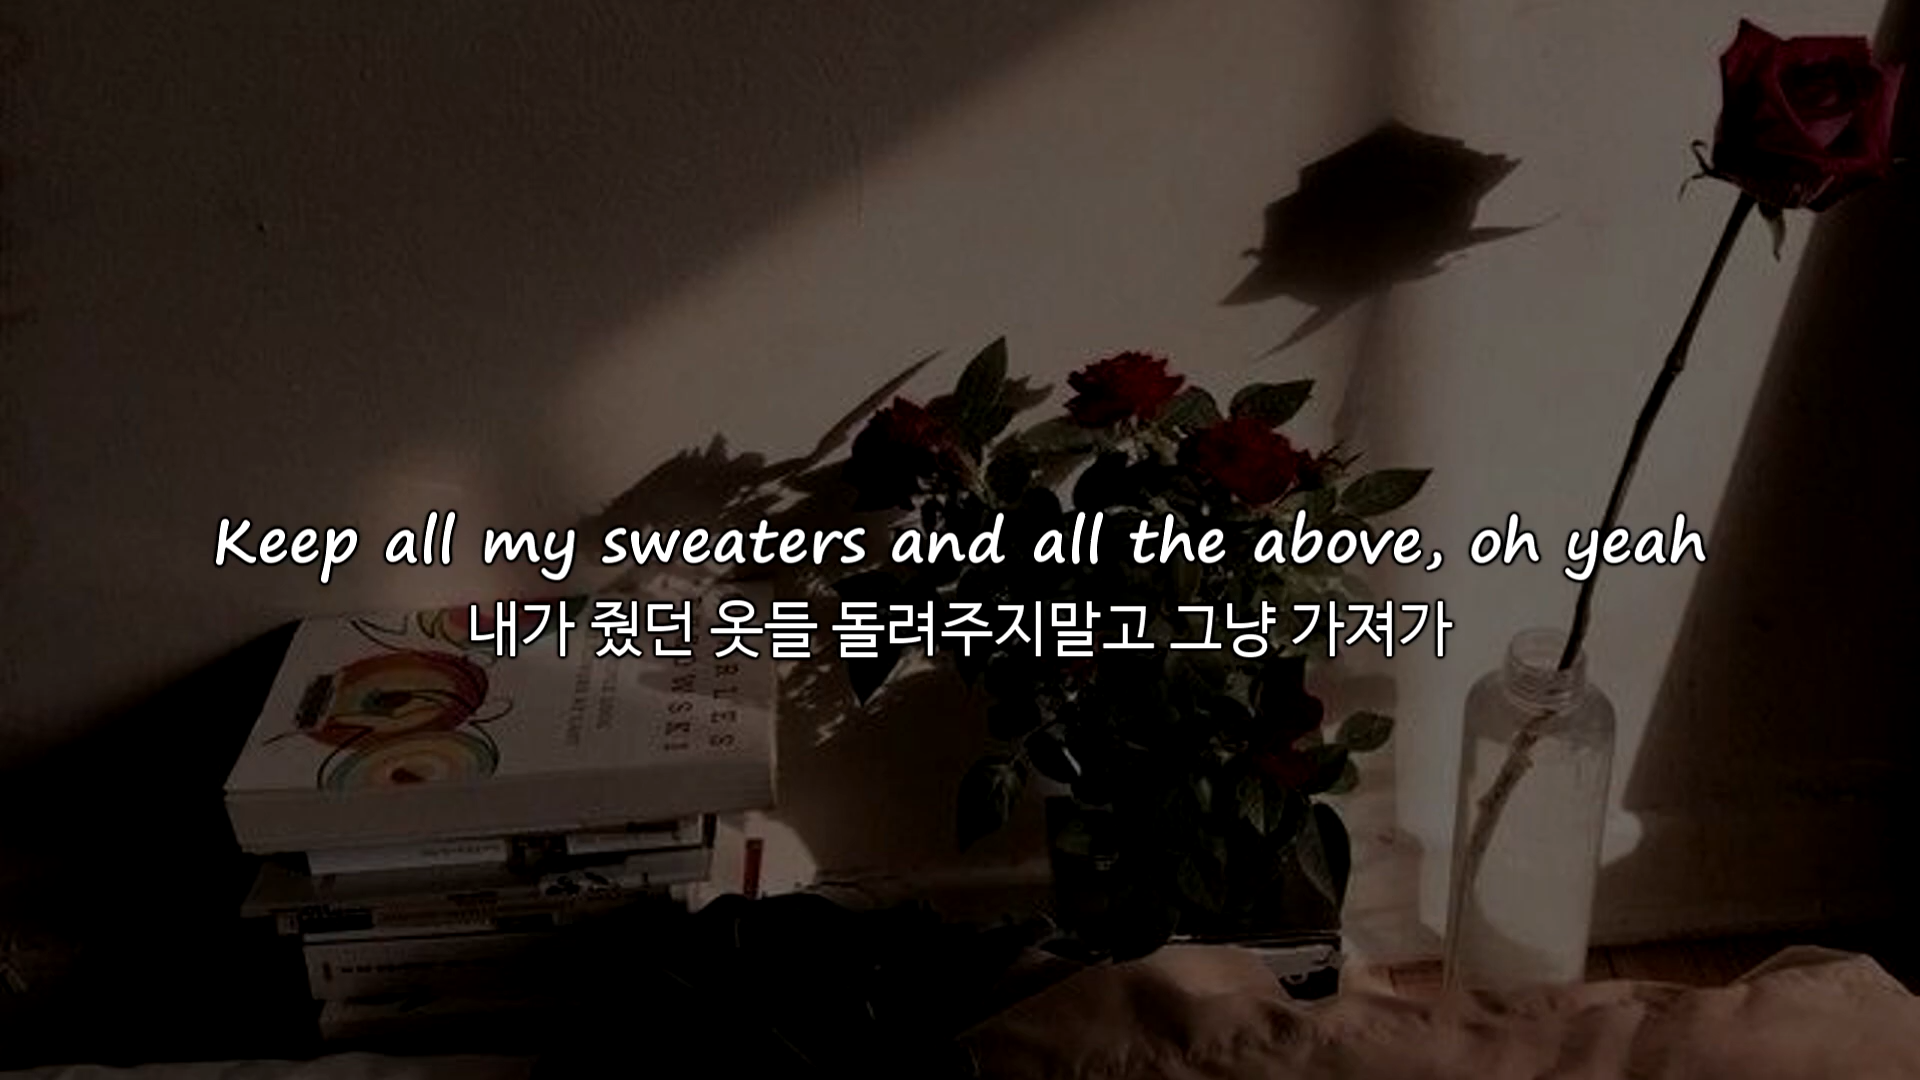 Keep all my sweaters and all the above, oh yeah
내가 줬던 옷들 돌려주지말고 그냥 가져가